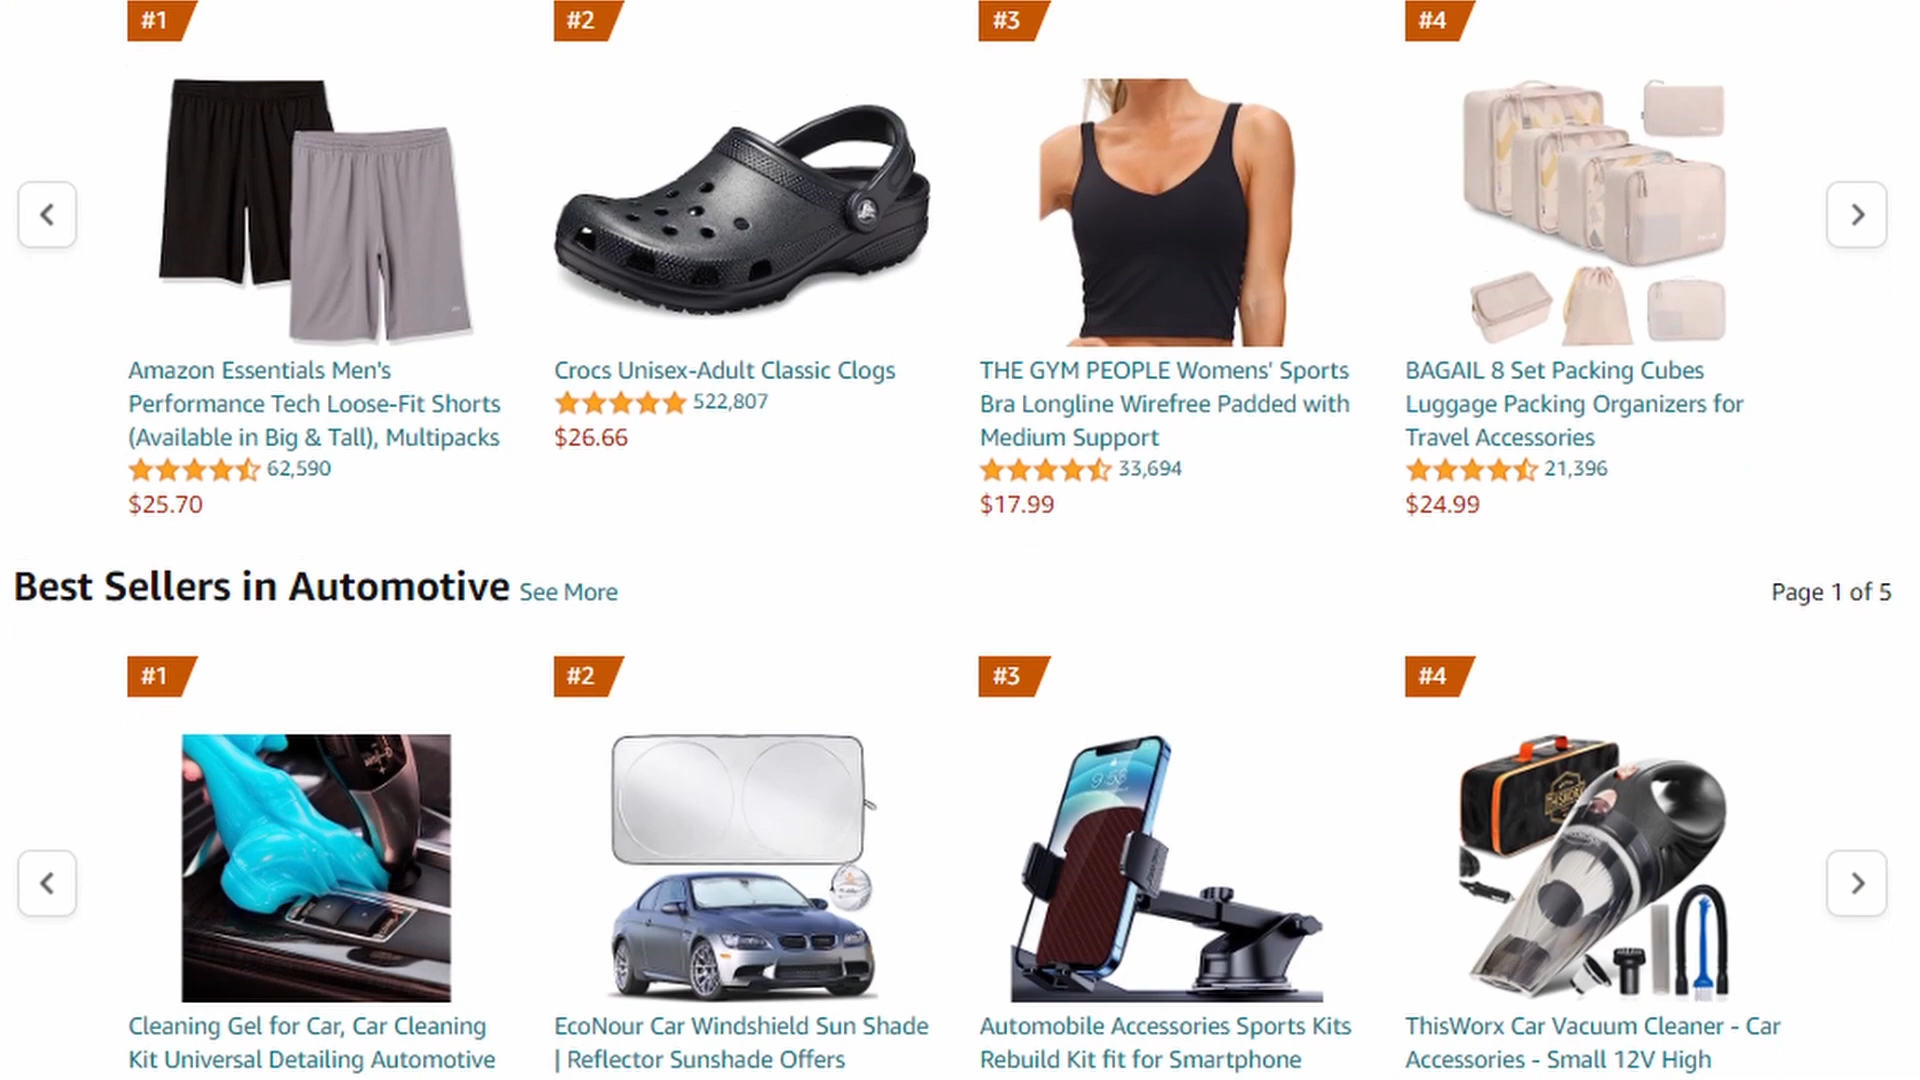 #1
#2
#3
#4
Amazon Essentials Men's
Performance Tech Loose-Fit Shorts
(Available in Big & Tall), Multipacks
62,590
$25.70
Crocs Unisex-Adult Classic Clogs
522,807
$26.66
THE GYM PEOPLE Womens' Sports
Bra Longline Wirefree Padded with
Medium Support
33,694
$17.99
BAGAIL 8 Set Packing Cubes
Luggage Packing Organizers for
Travel Accessories
21,396
$24.99
Best Sellers in Automotive See More
Page 1 of 5
#1
#2
#3
#4
9:58
THISWORX
Cleaning Gel for Car, Car Cleaning
Kit Universal Detailing Automotive
EcoNour Car Windshield Sun Shade
| Reflector Sunshade Offers
Automobile Accessories Sports Kits
Rebuild Kit fit for Smartphone
ThisWorx Car Vacuum Cleaner - Car
Accessories - Small 12V High